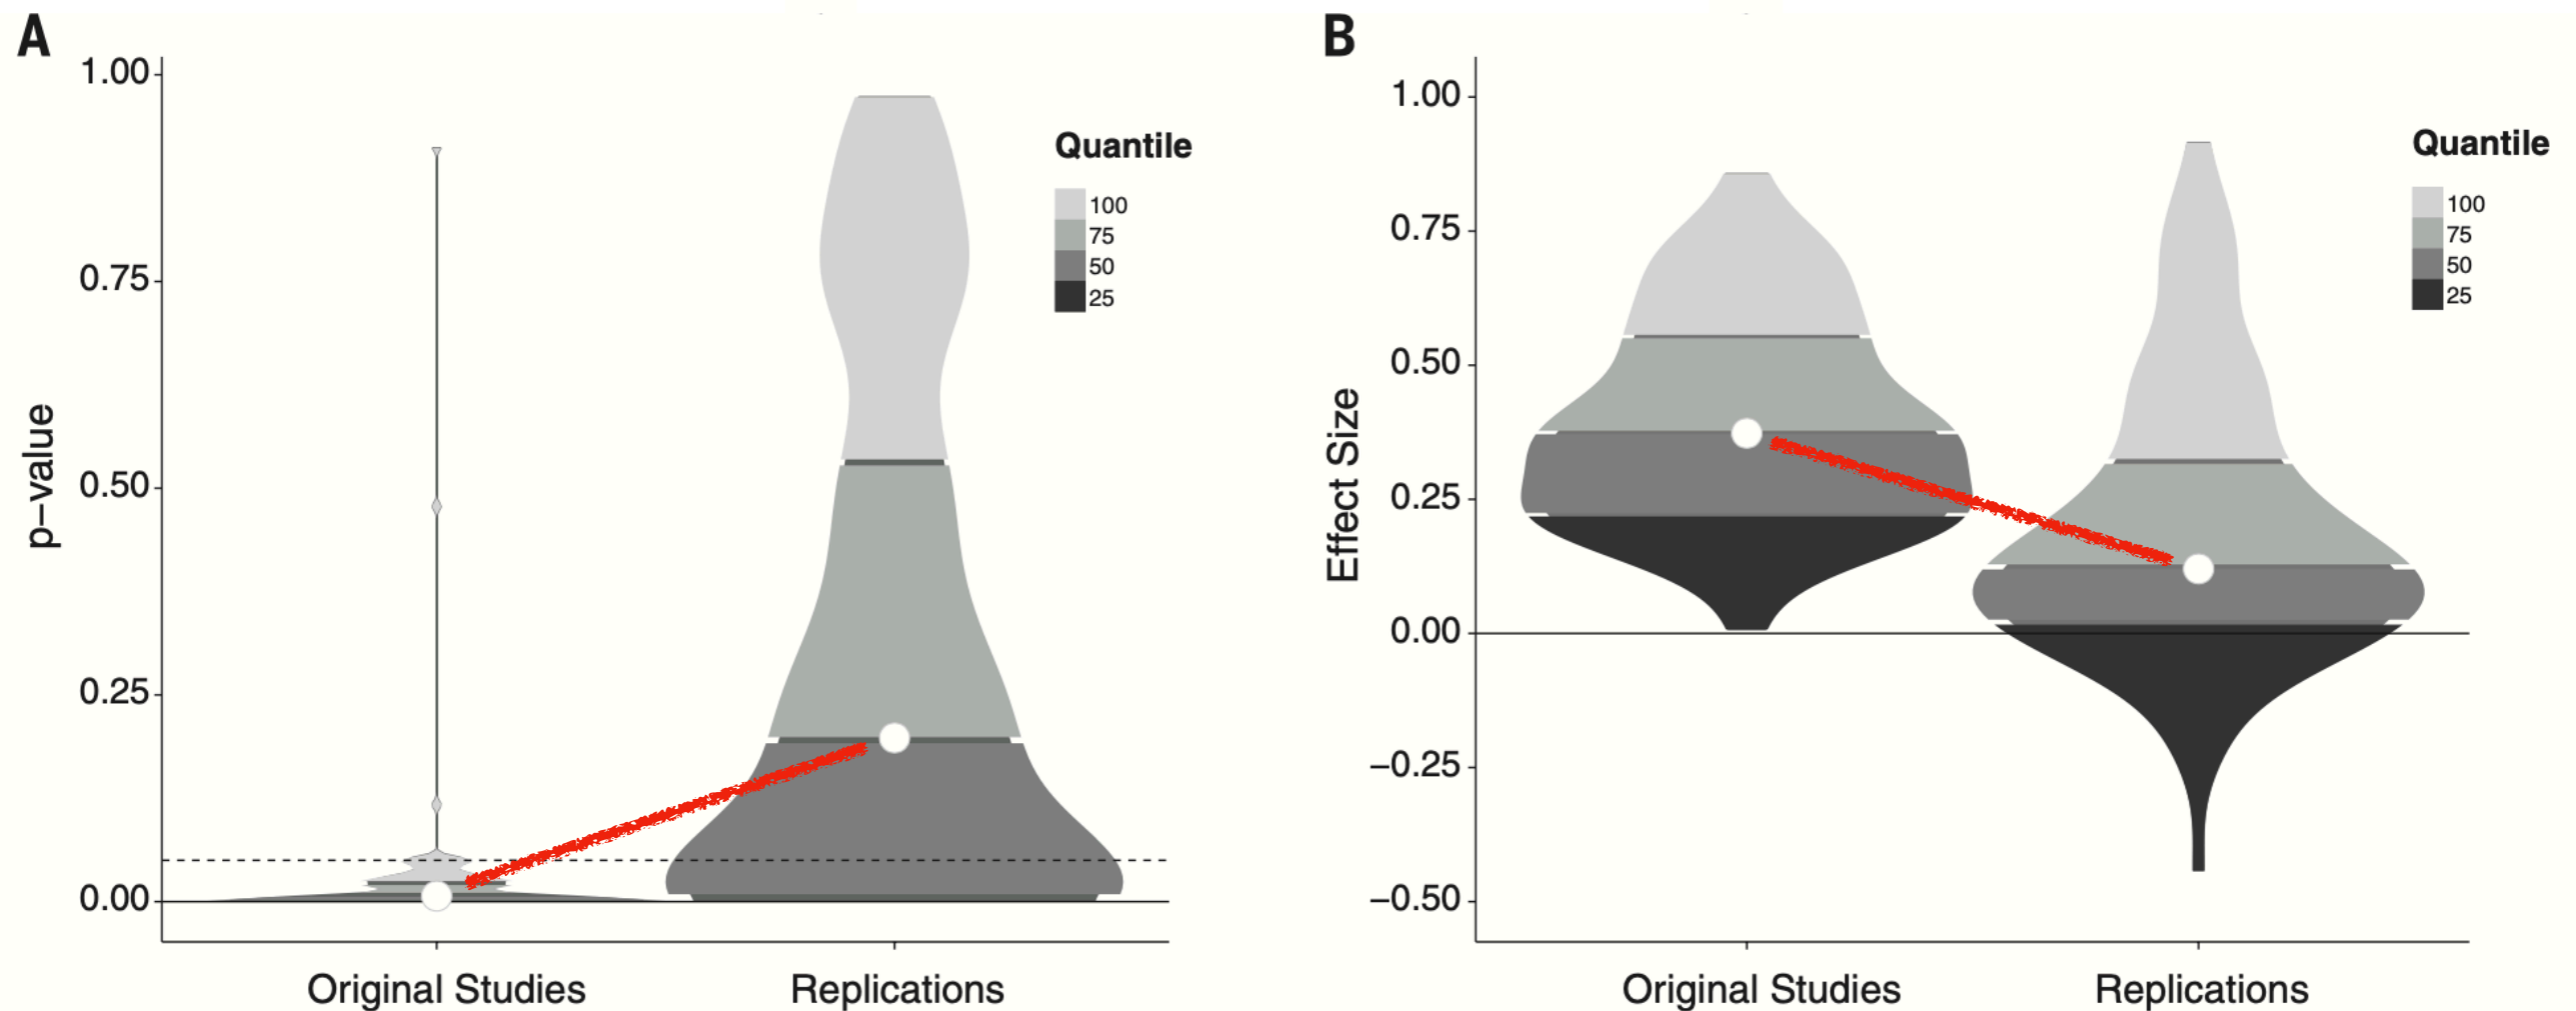 A
p–value
1.00
0.75
0.50
0.25
0.00
Original Studies
Replications
Quantile
100
75
50
25
B
Effect Size
1.00
0.75
0.50
0.25
0.00
−0.25
−0.50
Original Studies
Replications
Quantile
100
75
50
25